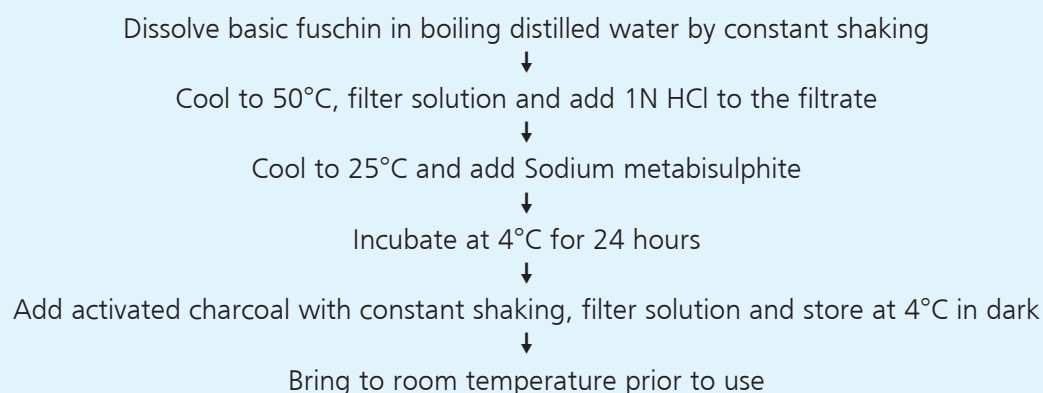 Dissolve basic fuschin in boiling distilled water by constant shaking
↓
Cool to 50°C, filter solution and add 1N HCl to the filtrate
↓
Cool to 25°C and add Sodium metabisulphite
↓
Incubate at 4°C for 24 hours
↓
Add activated charcoal with constant shaking, filter solution and store at 4°C in dark
↓
Bring to room temperature prior to use